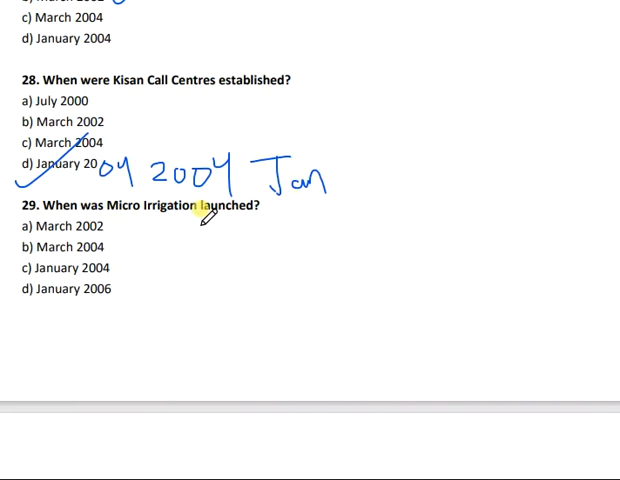 c) March 2004
d) January 2004
28. When were Kisan Call Centres established?
a) July 2000
b) March 2002
c) March 2004
d) January 20 04 2004 Jan
29. When was Micro Irrigation launched?
a) March 2002
b) March 2004
c) January 2004
d) January 2006